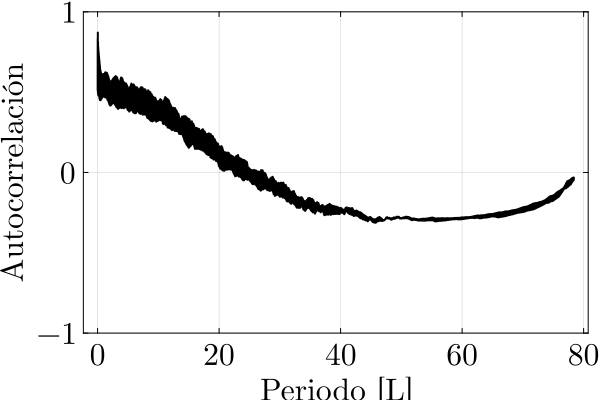 1
0
−1
Autocorrelación
0 20 40 60 80
Periodo [L]